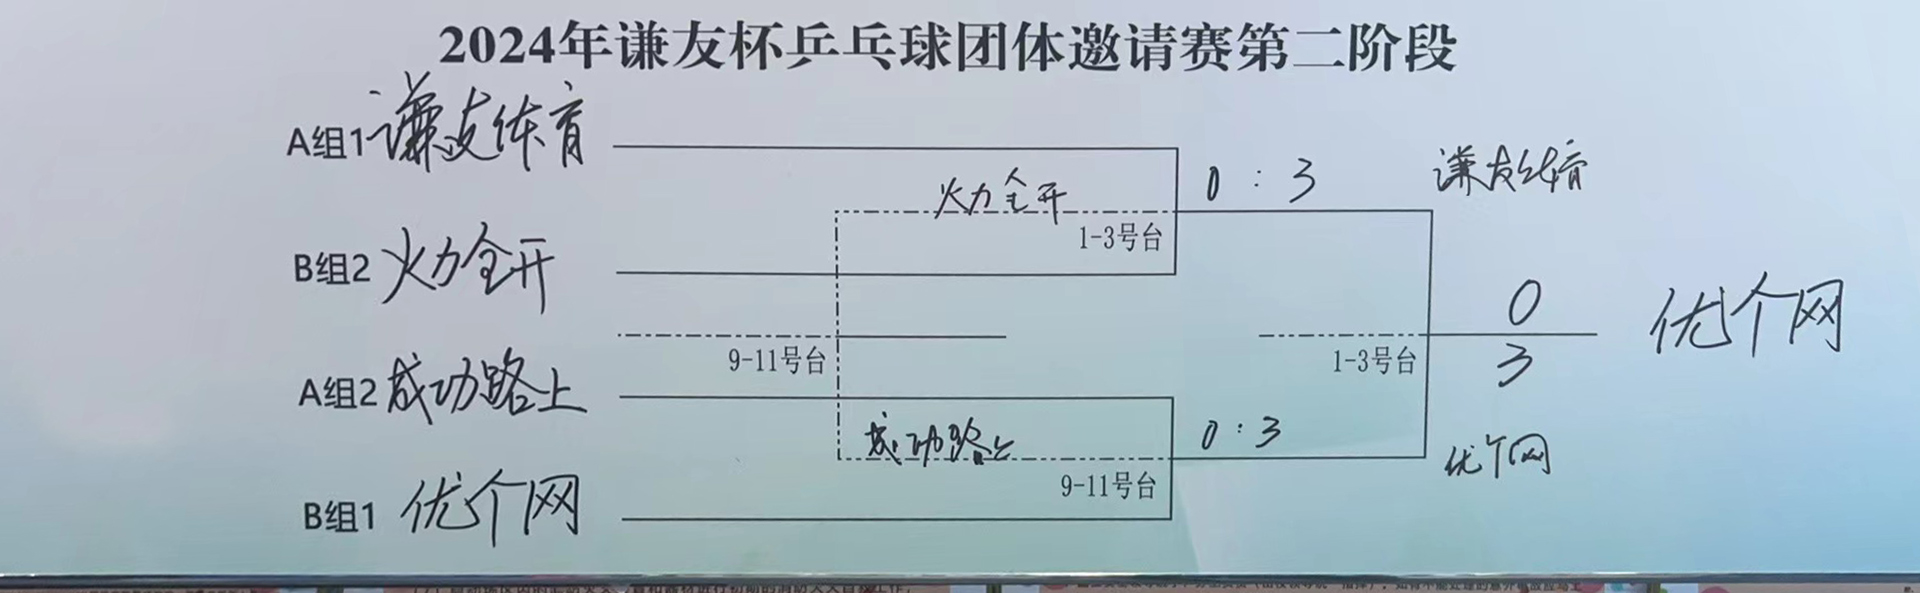 2024年谦友杯乒乓球团体邀请赛第二阶段
A组1 谦友体育
火力全开
0 : 3
谦友体育
1-3号台
B组2 火力全开
0
优个网
9-11号台
1-3号台
3
A组2 成功路上
成功路上
0 : 3
优个网
9-11号台
B组1 优个网